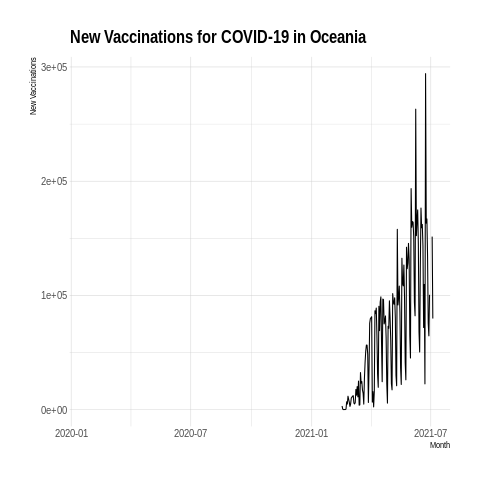 New Vaccinations for COVID-19 in Oceania
New Vaccinations
3e+05
2e+05
1e+05
0e+00
2020-01
2020-07
2021-01
2021-07
Month